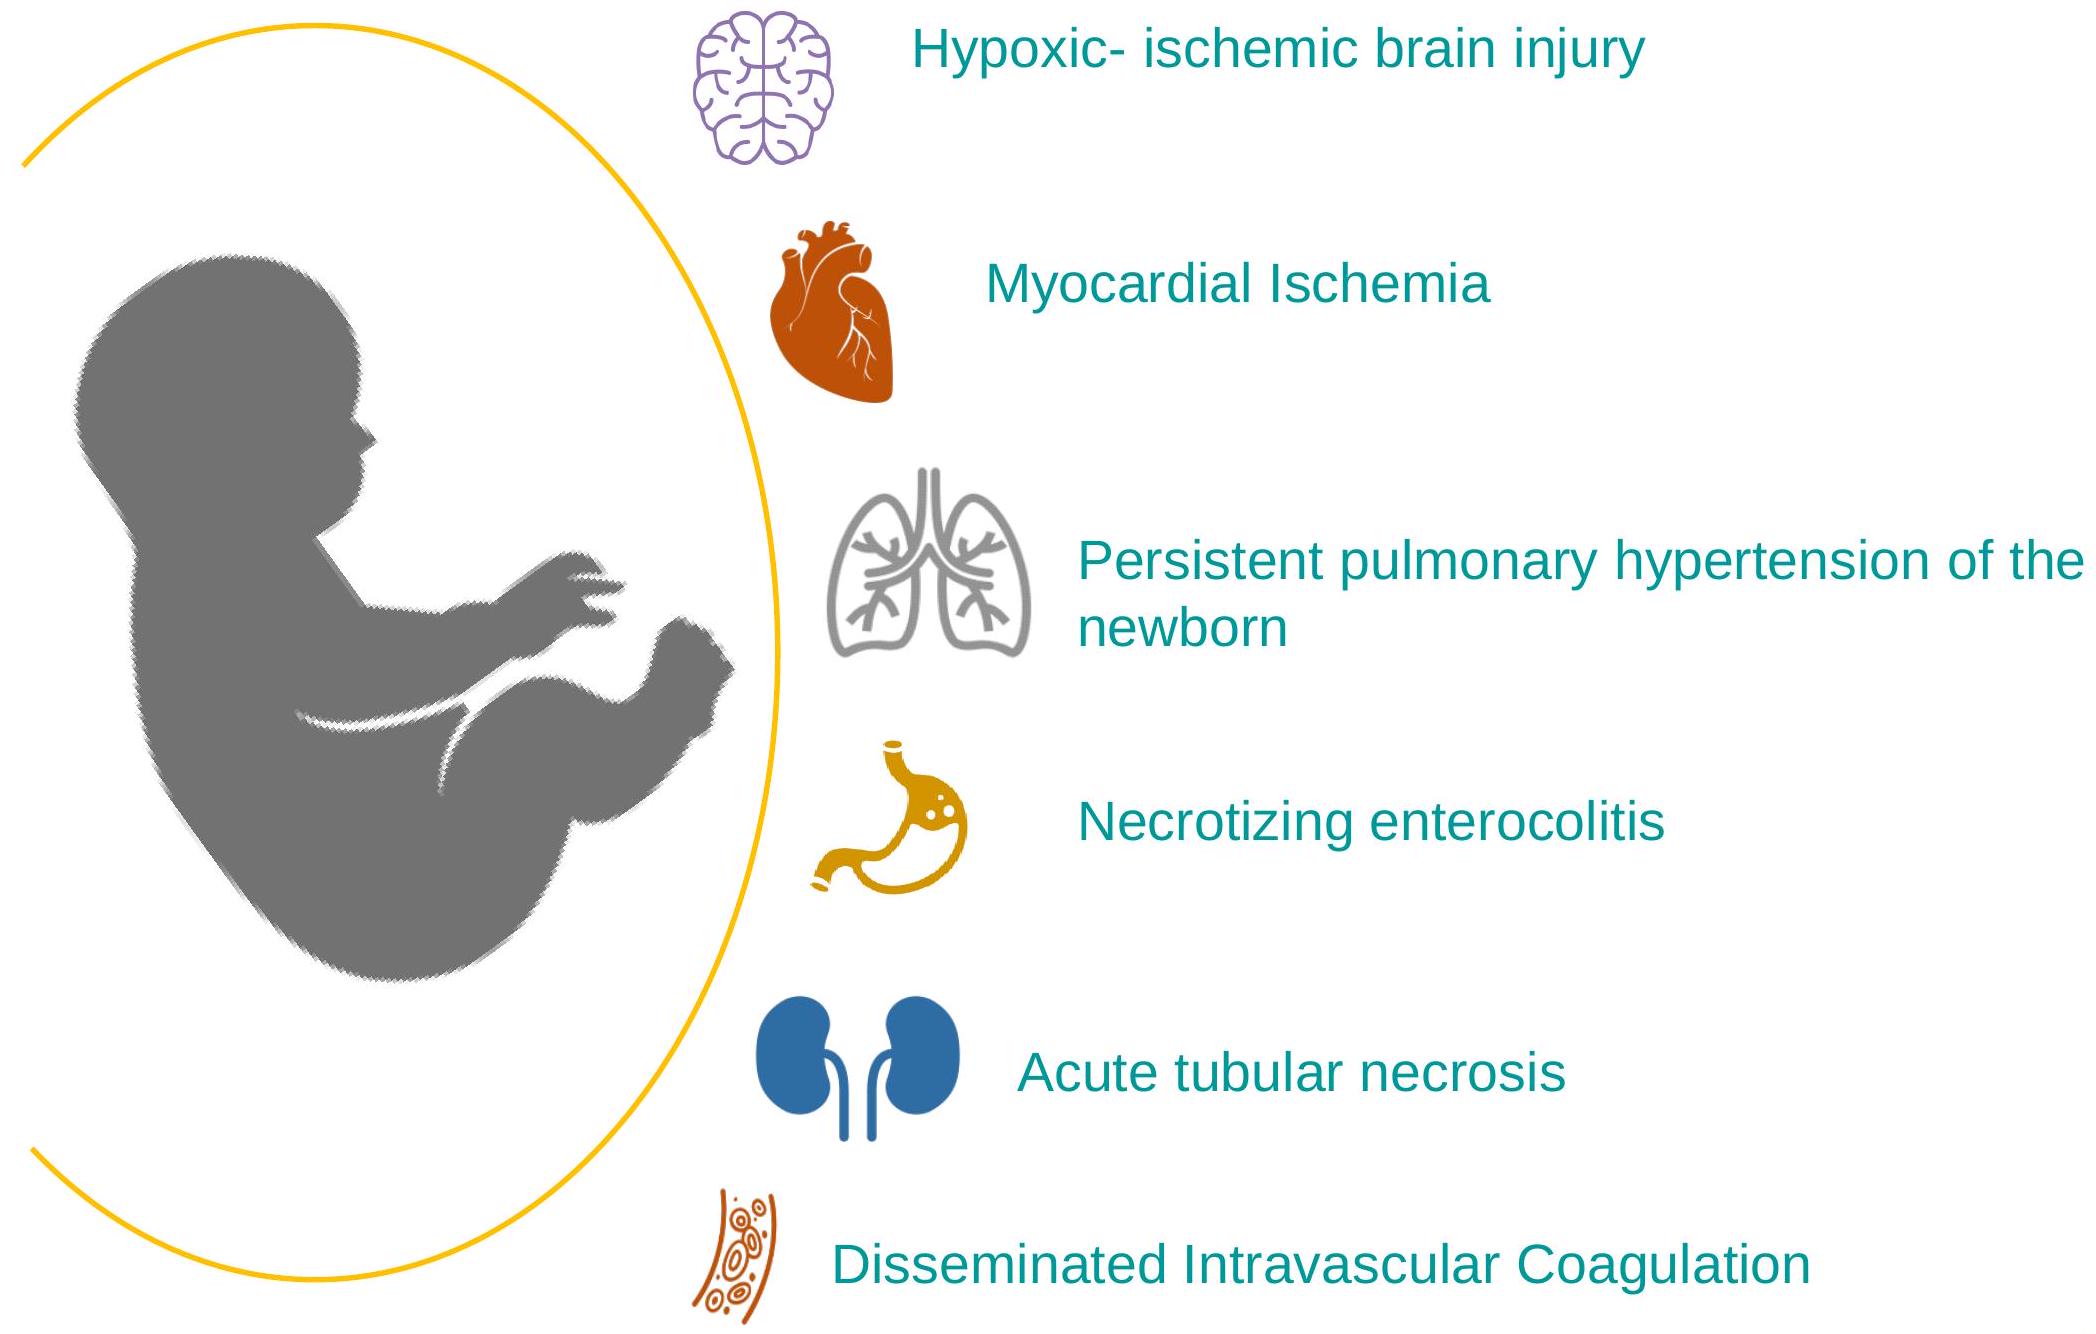 Hypoxic- ischemic brain injury
Myocardial Ischemia
Persistent pulmonary hypertension of the
newborn
Necrotizing enterocolitis
Acute tubular necrosis
Disseminated Intravascular Coagulation